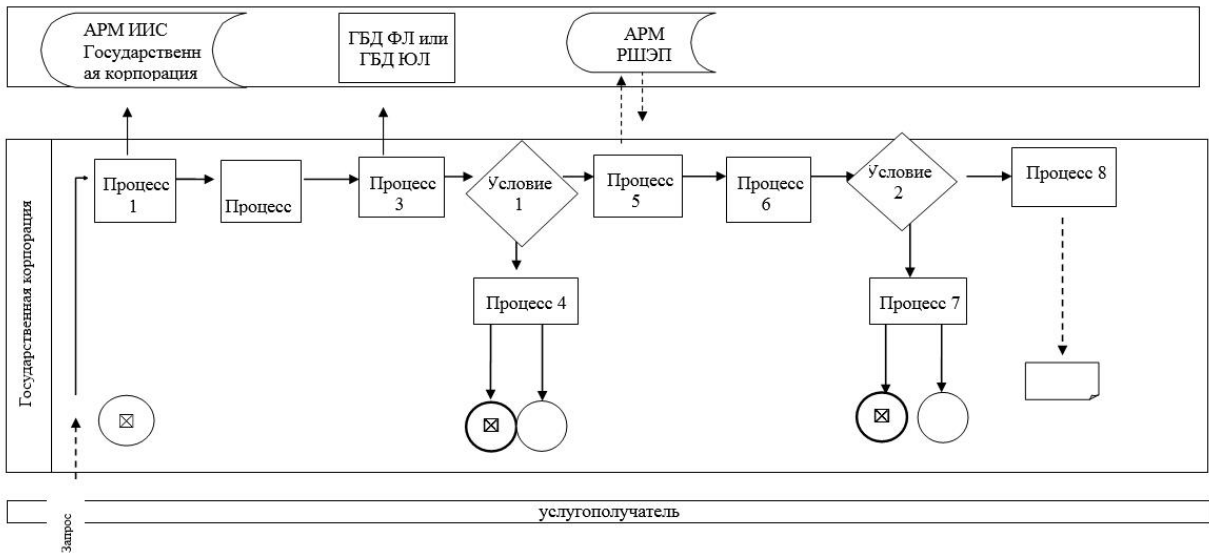 АРМ ИИС
Государственн
ая корпорация
ГБД ФЛ или
ГБД ЮЛ
АРМ
РШЭП
Государственная корпорация
Процесс
1
Процесс
Процесс
3
Условие
1
Процесс
5
Процесс
6
Условие
2
Процесс 8
Процесс 4
Процесс 7
услугополучатель
Запрос